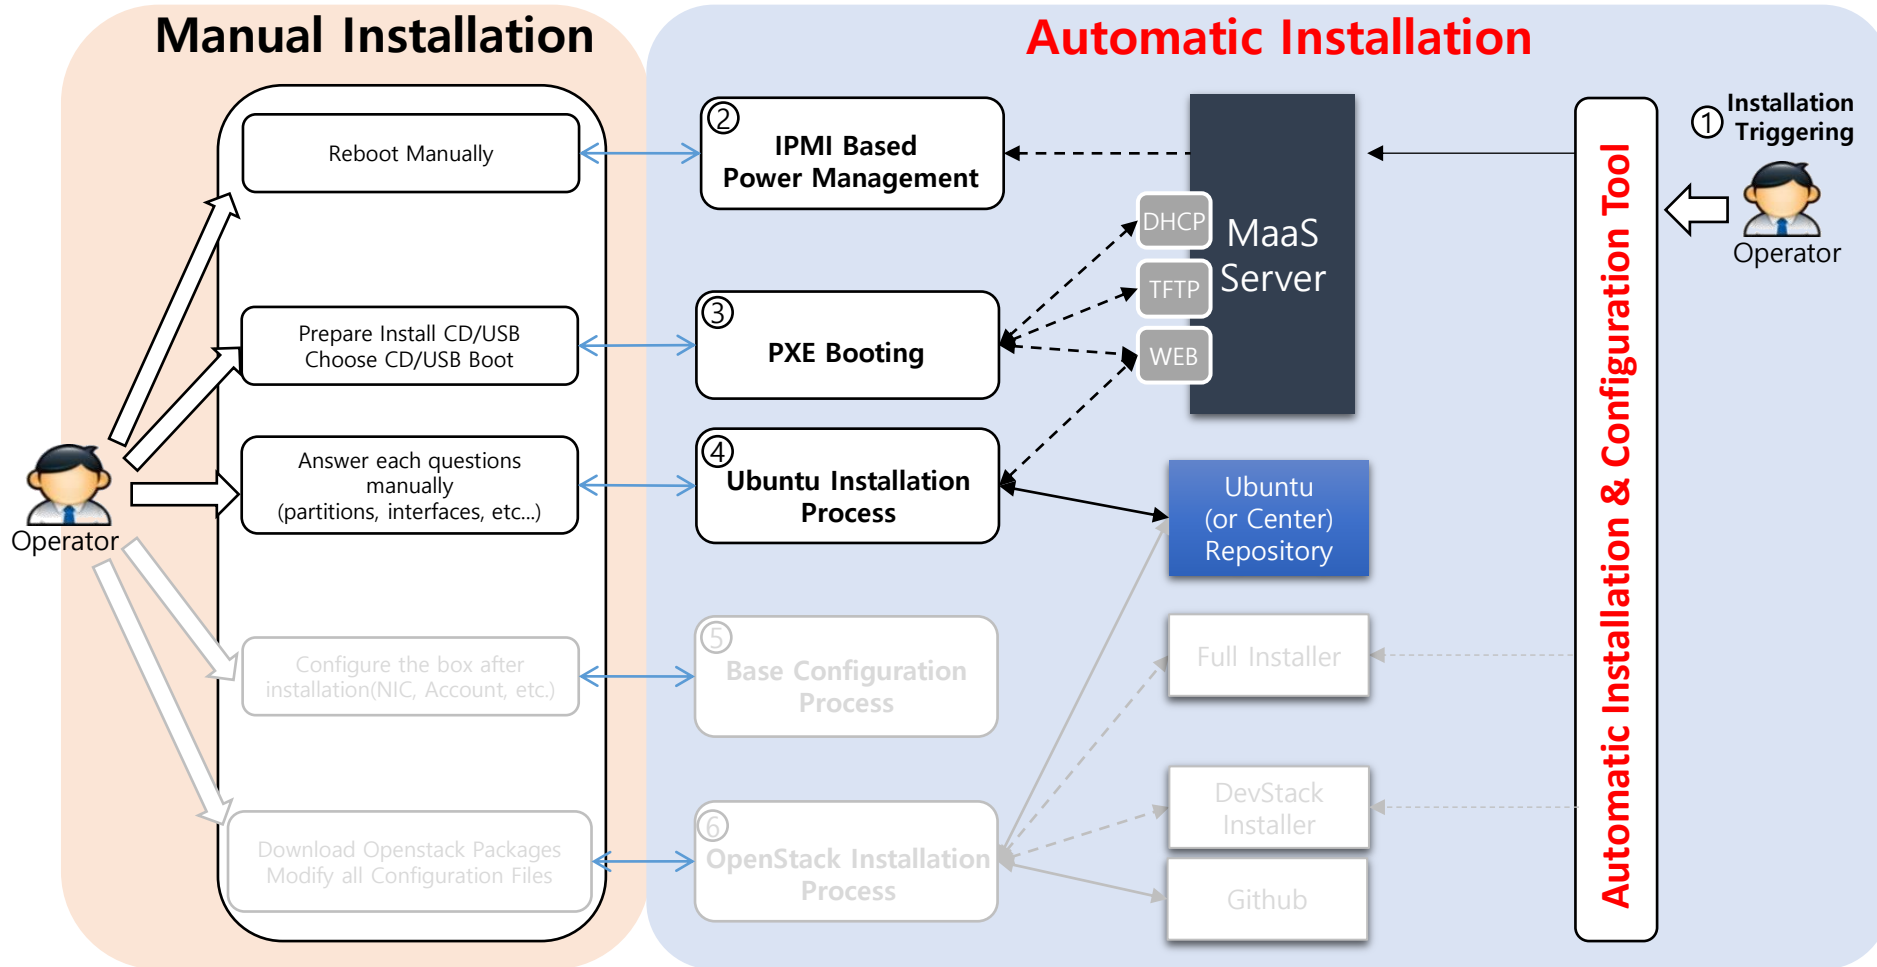 Manual Installation
Automatic Installation
Reboot Manually
Prepare Install CD/USB
Choose CD/USB Boot
Answer each questions
manually
(partitions, interfaces, etc...)
Configure the box after
installation(NIC, Account, etc.)
Download Openstack Packages
Modify all Configuration Files
Operator
②
IPMI Based
Power Management
③
PXE Booting
④
Ubuntu Installation
Process
⑤
Base Configuration
Process
⑥
OpenStack Installation
Process
DHCP
TFTP
WEB
MaaS
Server
Ubuntu
(or Center)
Repository
Full Installer
DevStack
Installer
Github
Automatic Installation & Configuration Tool
①
Installation
Triggering
Operator